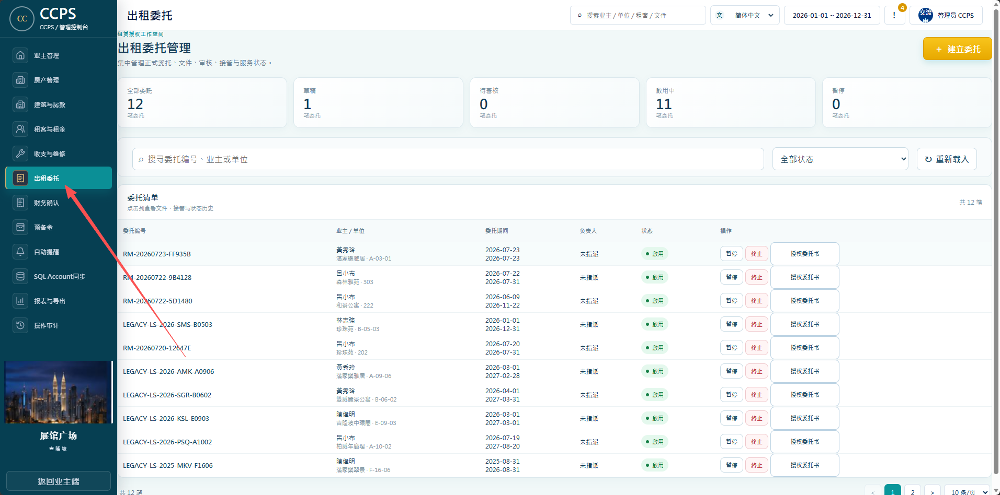 CC
CCPS
CCPS / 管理控制台
业主管理
房产管理
建筑与房款
租客与租金
收支与维修
出租委托
财务确认
预备金
自动提醒
SQL Account同步
报表与导出
操作审计
展馆广场
吉隆坡
返回业主端
出租委托
搜索业主 / 单位 / 租客 / 文件
文 简体中文
2026-01-01 ~ 2026-12-31
! 4
交流电 管理员 CCPS
租赁授权工作空间
出租委托管理
集中管理正式委托、文件、审核、接管与服务状态。
+ 建立委托
全部委託
12
笔委托
草稿
1
笔委托
待審核
0
笔委托
啟用中
11
笔委托
暫停
0
笔委托
搜寻委托编号、业主或单位
全部状态
↻ 重新载入
委托清单
点击列查看文件、接管与状态历史
共 12 笔
委托编号 业主 / 单位 委托期间 负责人 状态 操作
RM-20260723-FF935B 黃秀玲 2026-07-23 未指派 啟用 暂停 终止 授权委托书
滿家樂雅居 · A-03-01 2026-07-23
RM-20260722-9B4128 呂小布 2026-07-22 未指派 啟用 暂停 终止 授权委托书
森林雅苑 · 303 2026-07-31
RM-20260722-5D1480 呂小布 2026-06-09 未指派 啟用 暂停 终止 授权委托书
和景公寓 · 222 2026-11-22
LEGACY-LS-2026-SMS-B0503 林志強 2026-01-01 未指派 啟用 暂停 终止 授权委托书
珍珠苑 · B-05-03 2026-12-31
RM-20260720-12647E 呂小布 2026-07-20 未指派 啟用 暂停 终止 授权委托书
珍珠苑 · 202 2026-07-31
LEGACY-LS-2026-AMK-A0906 黃秀玲 2026-03-01 未指派 啟用 暂停 终止 授权委托书
滿家樂雅居 · A-09-06 2027-02-28
LEGACY-LS-2026-SGR-B0602 黃秀玲 2026-04-01 未指派 啟用 暂停 终止 授权委托书
雙威麗景公寓 · B-06-02 2027-03-31
LEGACY-LS-2026-KSL-E0903 陳偉明 2026-03-01 未指派 啟用 暂停 终止 授权委托书
吉隆坡中環閣 · E-09-03 2027-03-01
LEGACY-LS-2026-PSQ-A1002 呂小布 2026-07-19 未指派 啟用 暂停 终止 授权委托书
柏威年廣場 · A-10-02 2027-08-20
LEGACY-LS-2025-MKV-F1606 陳偉明 2025-08-31 未指派 啟用 暂停 终止 授权委托书
滿家樂翠景 · F-16-06 2026-08-31
共 12 笔
< 1 2 > 10 条/页